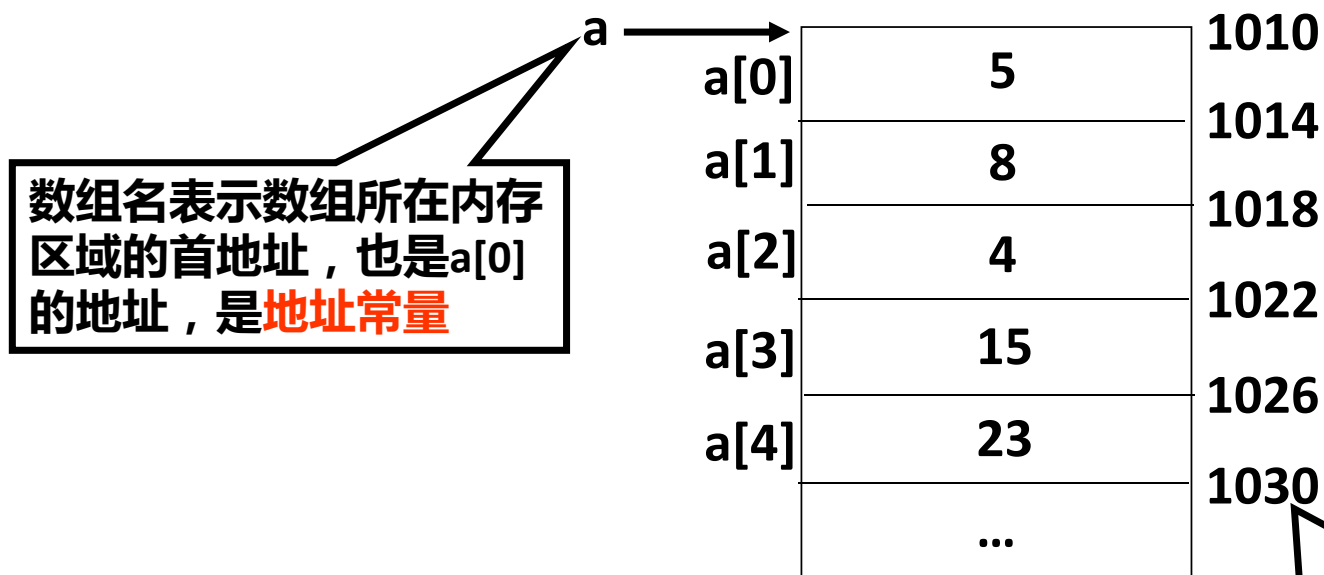 a
1010
a[0]
5
1014
a[1]
8
数组名表示数组所在内存
区域的首地址，也是a[0]
的地址，是地址常量
1018
a[2]
4
1022
a[3]
15
1026
a[4]
23
1030
...